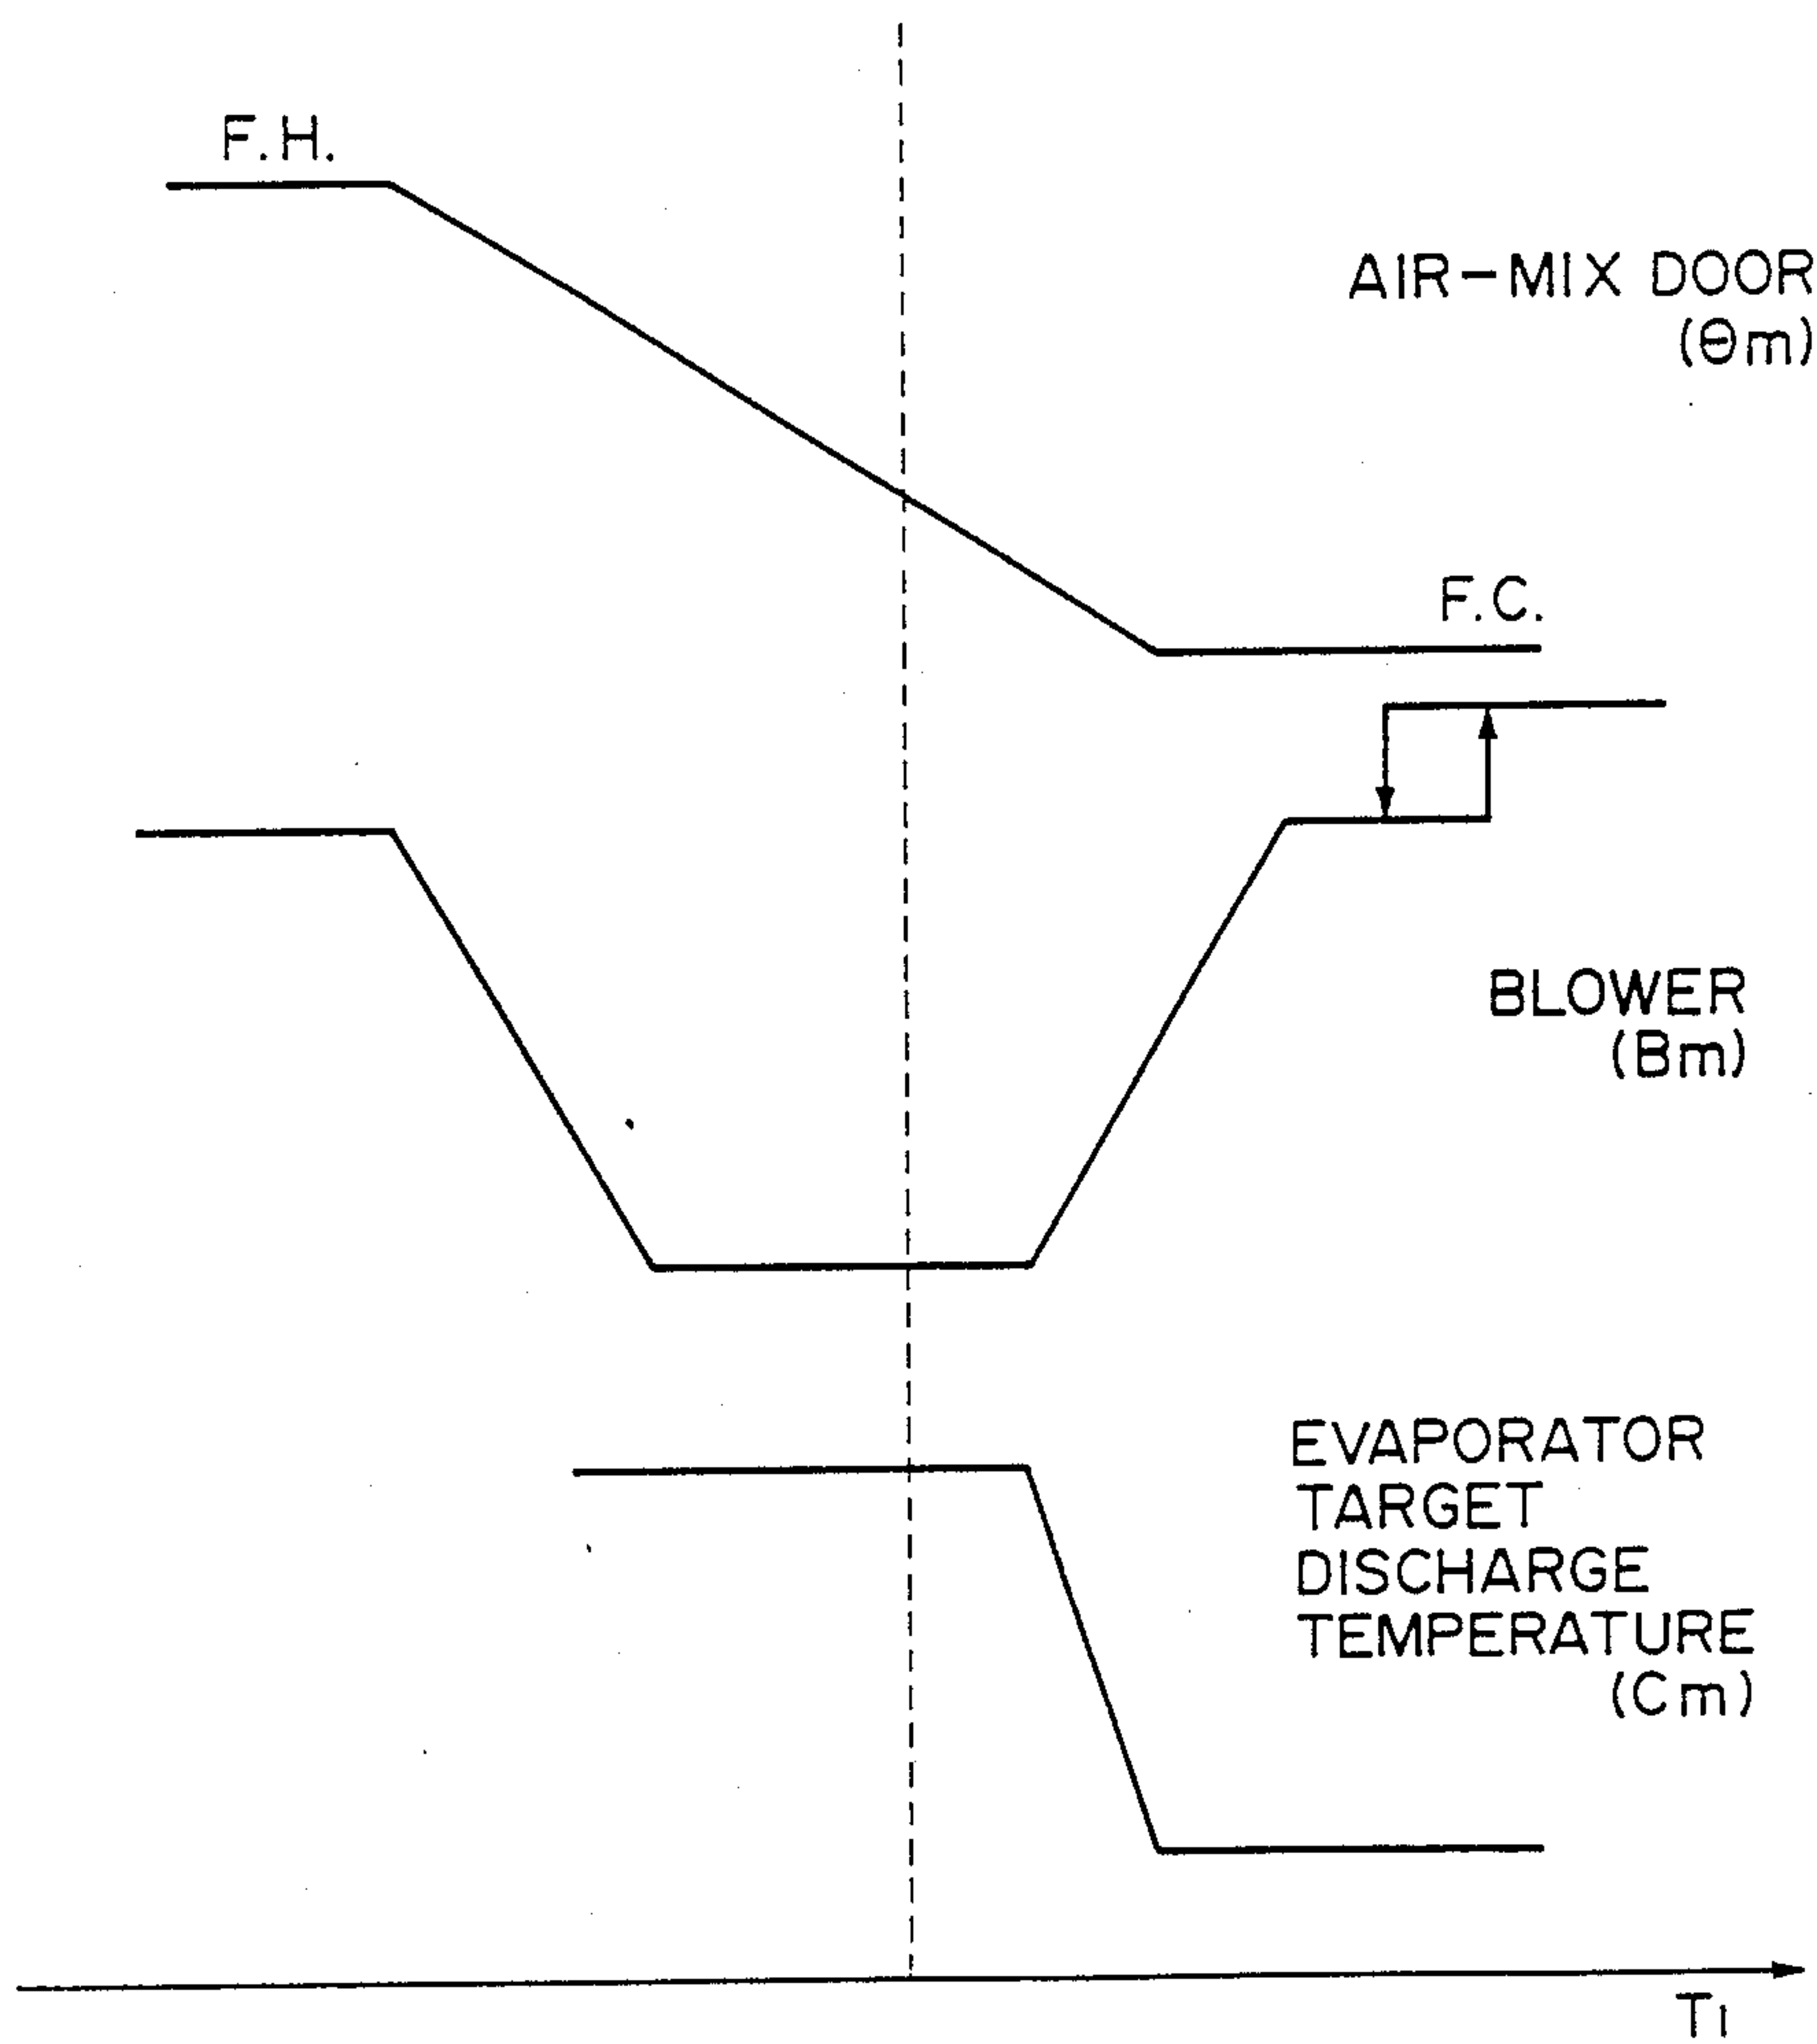 F.H.
AIR-MIX DOOR
(Θm)
F.C.
BLOWER
(Bm)
EVAPORATOR
TARGET
DISCHARGE
TEMPERATURE
(Cm)
T1